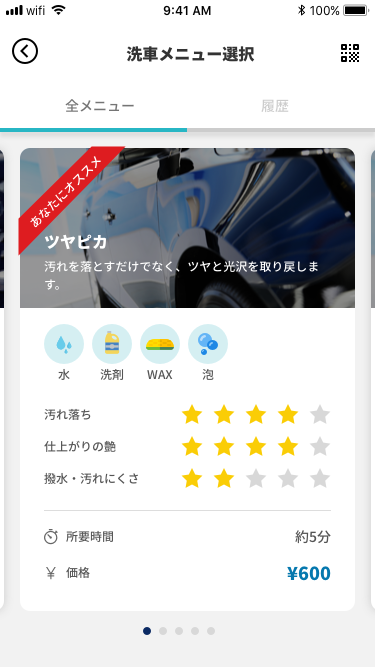 wifi 9:41 AM 100%
洗車メニュー選択
全メニュー 履歴
あなたにオススメ
ツヤピカ
汚れを落とすだけでなく、ツヤと光沢を取り戻しま
す。
水 洗剤 WAX 泡
汚れ落ち
仕上がりの艶
撥水・汚れにくさ
所要時間 約5分
価格 ¥600